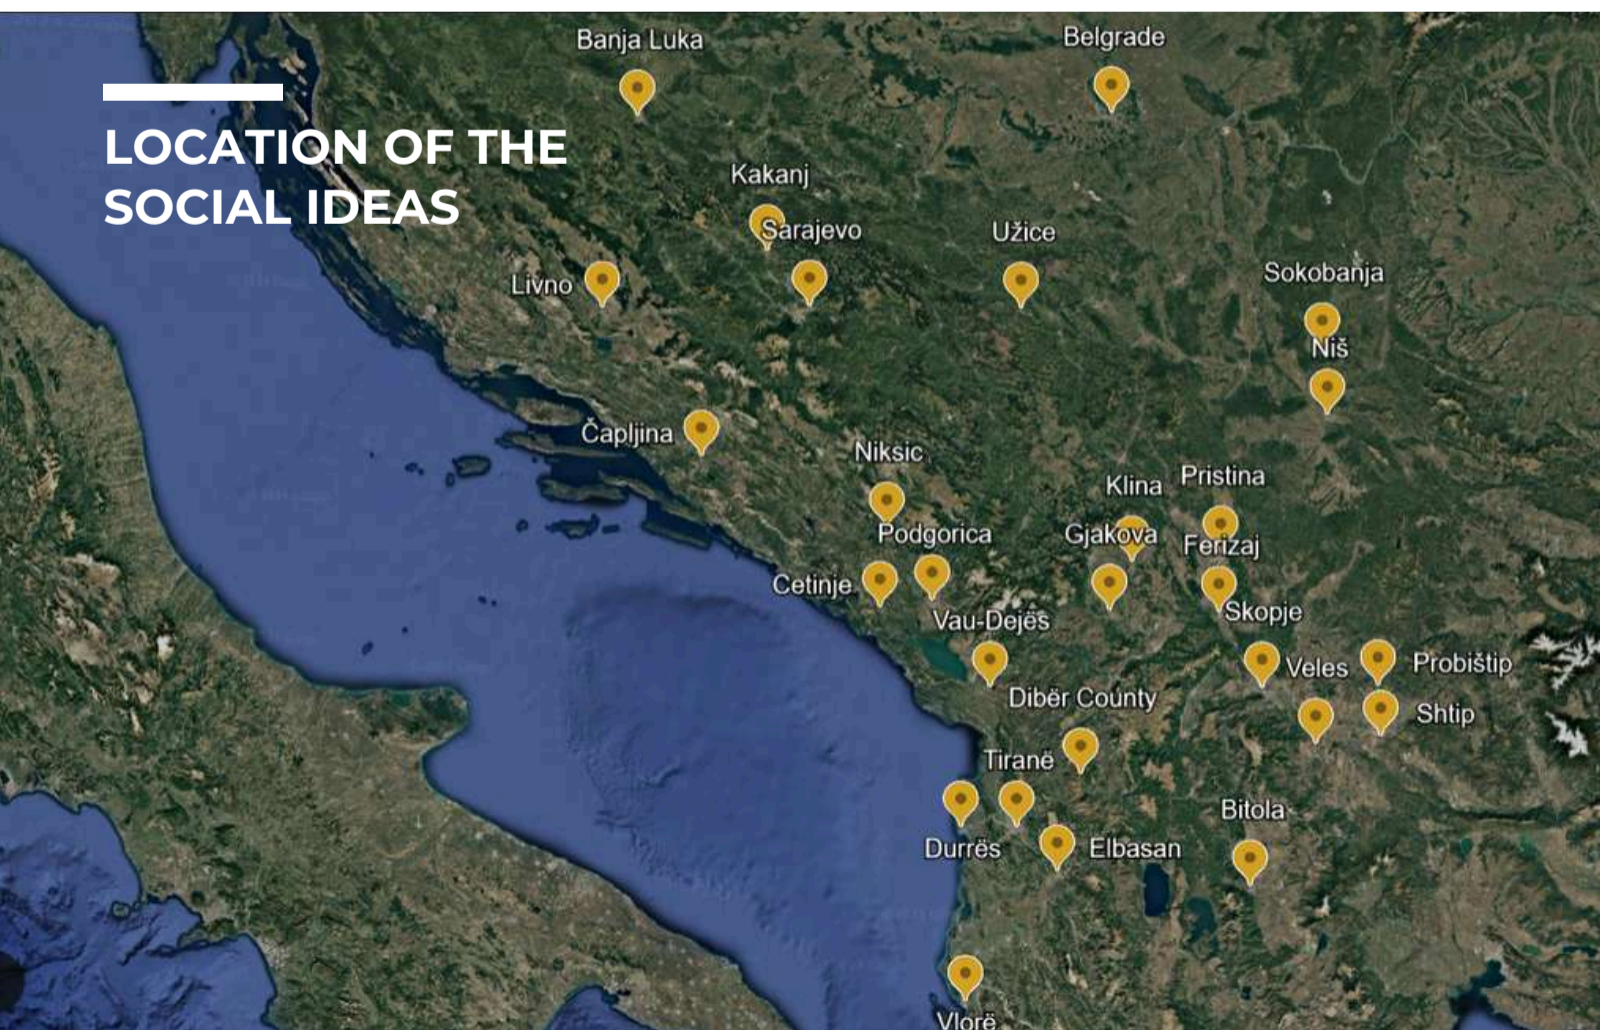 Banja Luka
Belgrade
LOCATION OF THE
SOCIAL IDEAS
Kakanj
Sarajevo
Užice
Livno
Sokobanja
Niš
Čapljina
Niksic
Klina
Pristina
Podgorica
Gjakova
Ferizaj
Cetinje
Vau-Dejës
Skopje
Veles
Probištip
Dibër County
Shtip
Tiranë
Bitola
Durrës
Elbasan
Vlorë